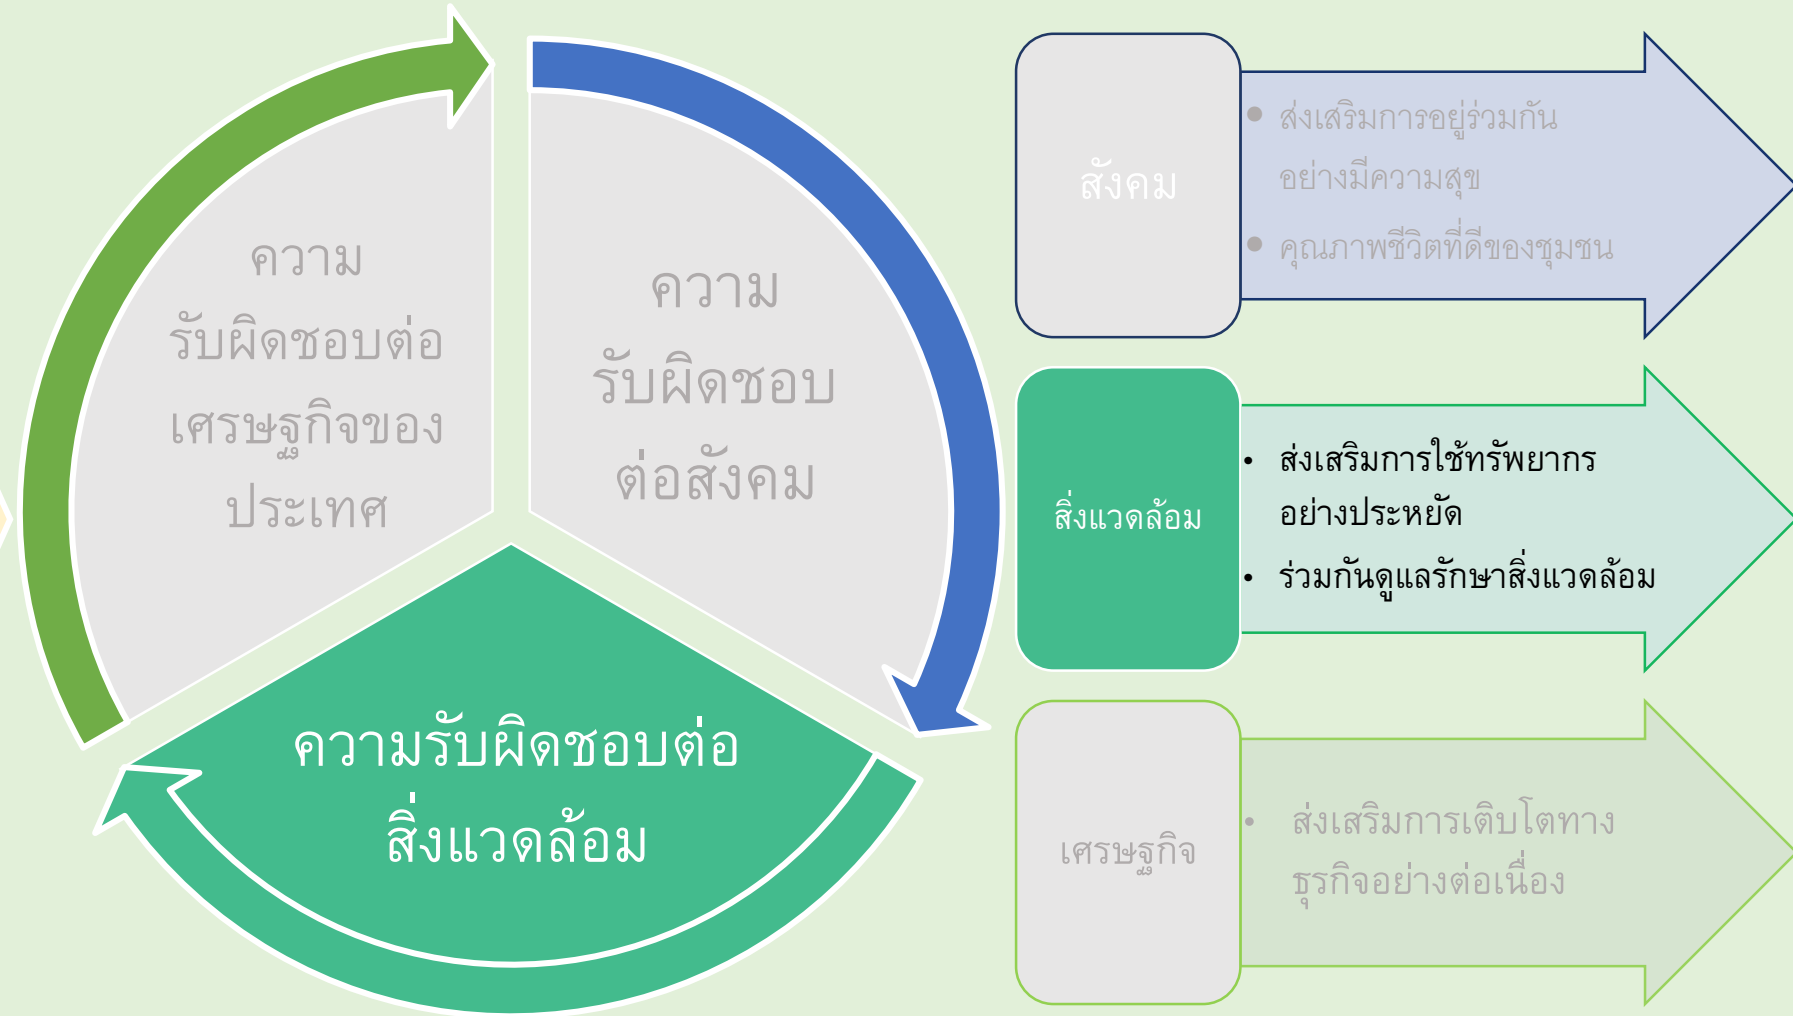 ความ
รับผิดชอบต่อ
เศรษฐกิจของ
ประเทศ
ความ
รับผิดชอบ
ต่อสังคม
ความรับผิดชอบต่อ
สิ่งแวดล้อม
สังคม
• ส่งเสริมการอยู่ร่วมกัน
อย่างมีความสุข
• คุณภาพชีวิตที่ดีของชุมชน
สิ่งแวดล้อม
• ส่งเสริมการใช้ทรัพยากร
อย่างประหยัด
• ร่วมกันดูแลรักษาสิ่งแวดล้อม
เศรษฐกิจ
• ส่งเสริมการเติบโตทาง
ธุรกิจอย่างต่อเนื่อง